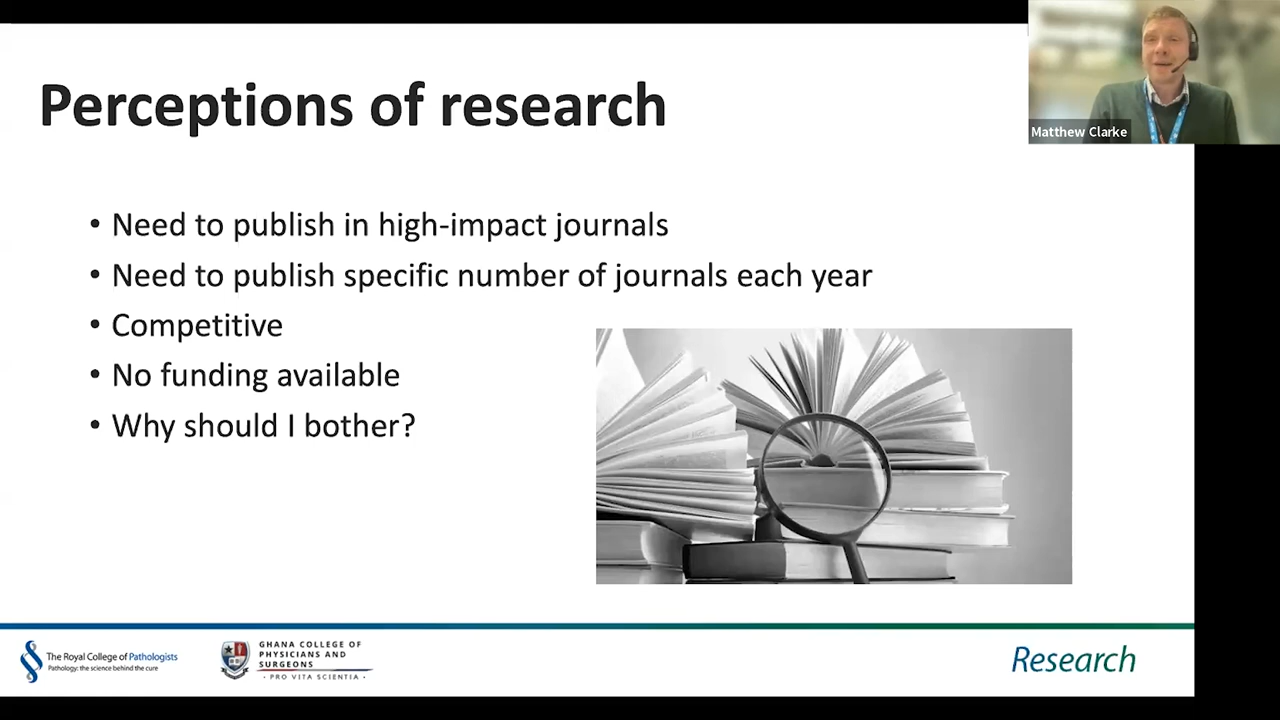 Perceptions of research
Matthew Clarke
• Need to publish in high-impact journals
• Need to publish specific number of journals each year
• Competitive
• No funding available
• Why should I bother?
The Royal College of Pathologists
Pathology: the science behind the cure
GHANA COLLEGE OF
PHYSICIANS AND
SURGEONS
· PRO VITA SCIENTIA ·
Research